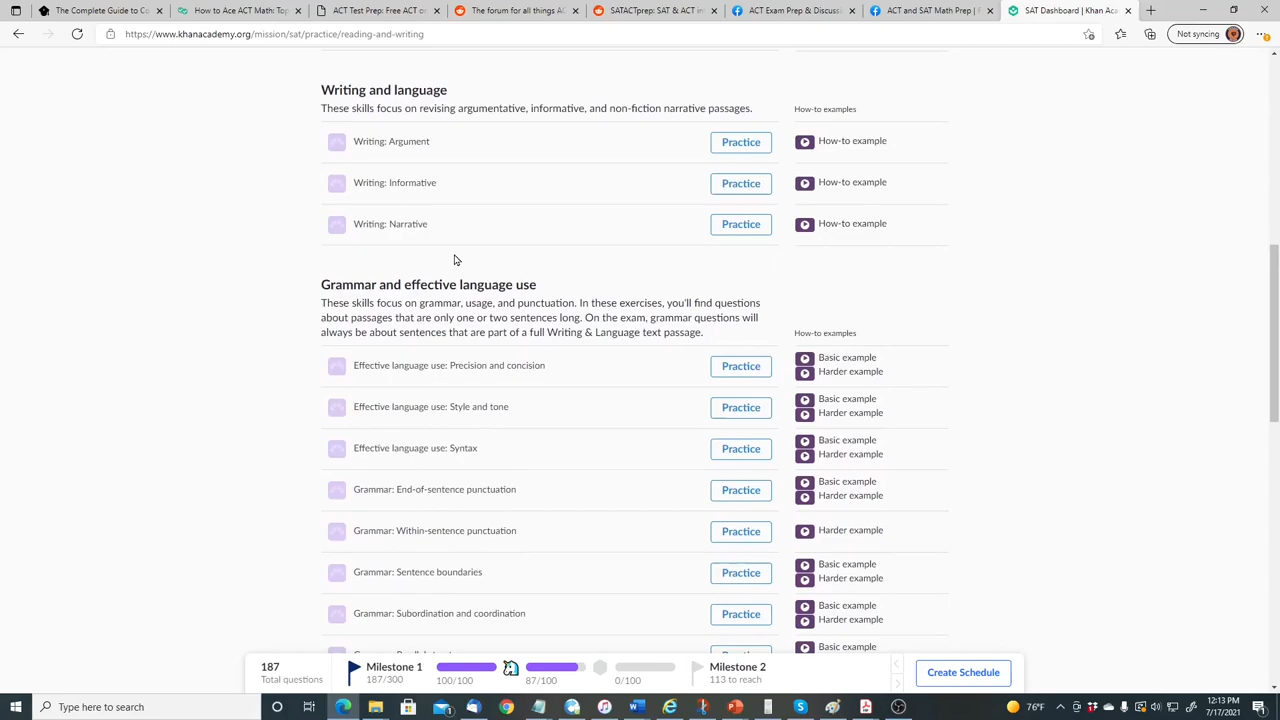 The Complete Guide to Co
How to Ace ACT Math: Top
ACT Test Prep: FREE ACT o
The forum for all things AC
SATACTprep: SAT & ACT in
ACT Exam Prep & Discuss
ACT and SAT Math Prep |
SAT Dashboard | Khan Ac
https://www.khanacademy.org/mission/sat/practice/reading-and-writing
Not syncing
Writing and language
These skills focus on revising argumentative, informative, and non-fiction narrative passages.
How-to examples
Writing: Argument
Practice
How-to example
Writing: Informative
Practice
How-to example
Writing: Narrative
Practice
How-to example
Grammar and effective language use
These skills focus on grammar, usage, and punctuation. In these exercises, you'll find questions
about passages that are only one or two sentences long. On the exam, grammar questions will
always be about sentences that are part of a full Writing & Language text passage.
How-to examples
Effective language use: Precision and concision
Practice
Basic example
Harder example
Effective language use: Style and tone
Practice
Basic example
Harder example
Effective language use: Syntax
Practice
Basic example
Harder example
Grammar: End-of-sentence punctuation
Practice
Basic example
Harder example
Grammar: Within-sentence punctuation
Practice
Harder example
Grammar: Sentence boundaries
Practice
Basic example
Harder example
Grammar: Subordination and coordination
Practice
Basic example
Harder example
Basic example
187
Total questions
Milestone 1
187/300
100/100
87/100
0/100
Milestone 2
113 to reach
Create Schedule
Type here to search
76°F
12:13 PM
7/17/2021